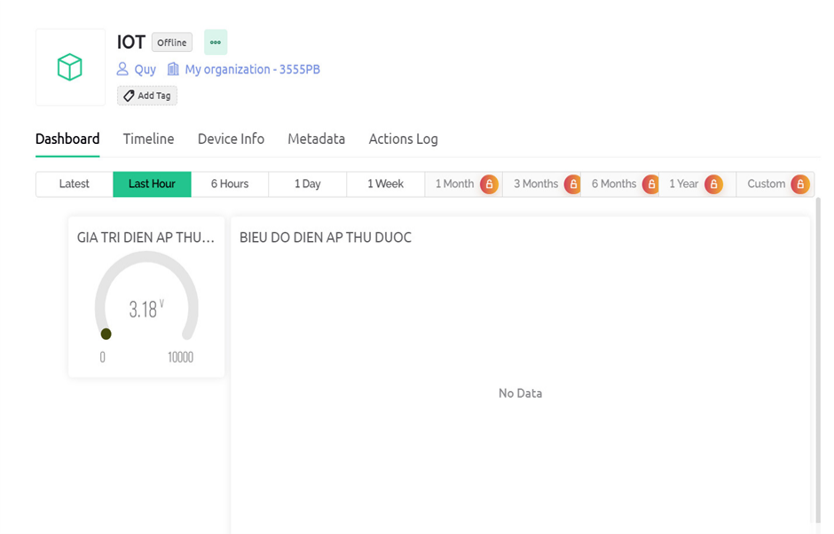 IOT Offline
Quy My organization - 3555PB
Add Tag
Dashboard Timeline Device Info Metadata Actions Log
Latest Last Hour 6 Hours 1 Day 1 Week 1 Month 3 Months 6 Months 1 Year Custom
GIA TRI DIEN AP THU... BIEU DO DIEN AP THU DUOC
3.18 V
0 10000
No Data